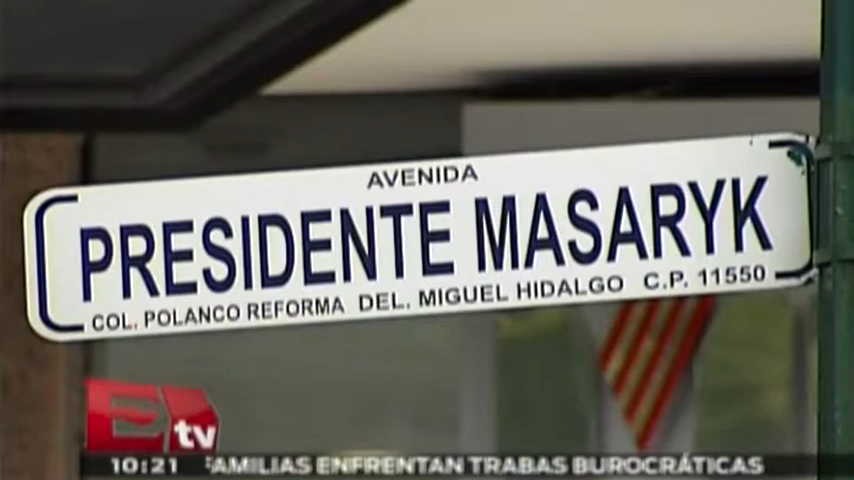 AVENIDA
PRESIDENTE MASARYK
COL. POLANCO REFORMA DEL. MIGUEL HIDALGO C.P. 11550
E tv
10:21 FAMILIAS ENFRENTAN TRABAS BUROCRÁTICAS